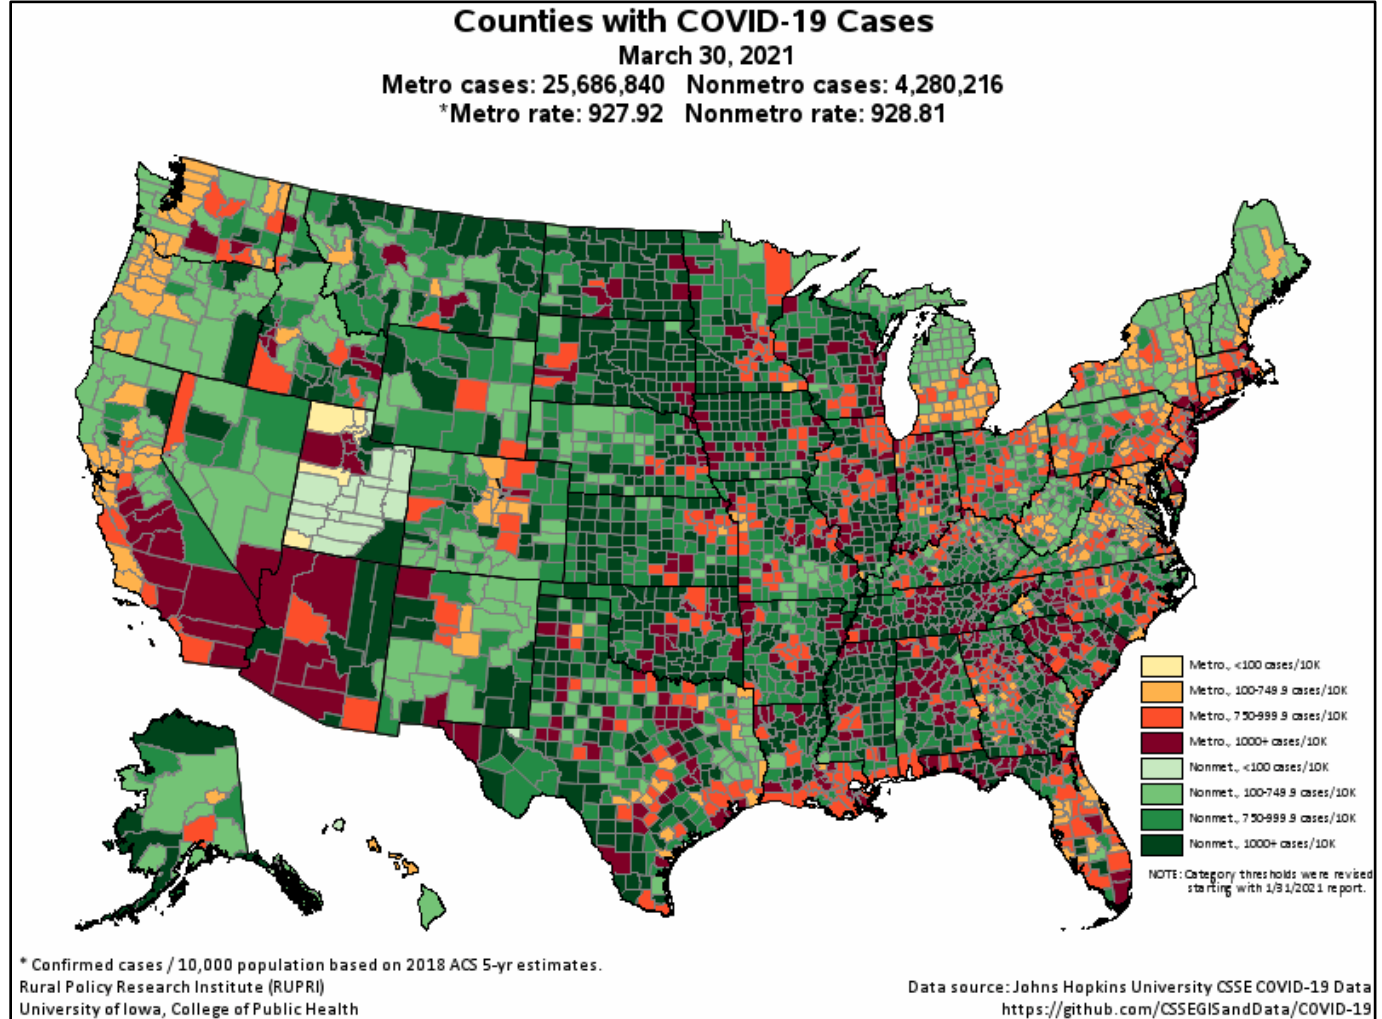 Counties with COVID-19 Cases
March 30, 2021
Metro cases: 25,686,840 Nonmetro cases: 4,280,216
*Metro rate: 927.92 Nonmetro rate: 928.81
Metro., <100 cases/10K
Metro., 100-749.9 cases/10K
Metro., 750-999.9 cases/10K
Metro., 1000+ cases/10K
Nonmet., <100 cases/10K
Nonmet., 100-749.9 cases/10K
Nonmet., 750-999.9 cases/10K
Nonmet., 1000+ cases/10K
NOTE: Category thresholds were revised
starting with 1/31/2021 report.
* Confirmed cases / 10,000 population based on 2018 ACS 5-yr estimates.
Rural Policy Research Institute (RUPRI)
University of Iowa, College of Public Health
Data source: Johns Hopkins University CSSE COVID-19 Data
https://github.com/CSSEGISandData/COVID-19